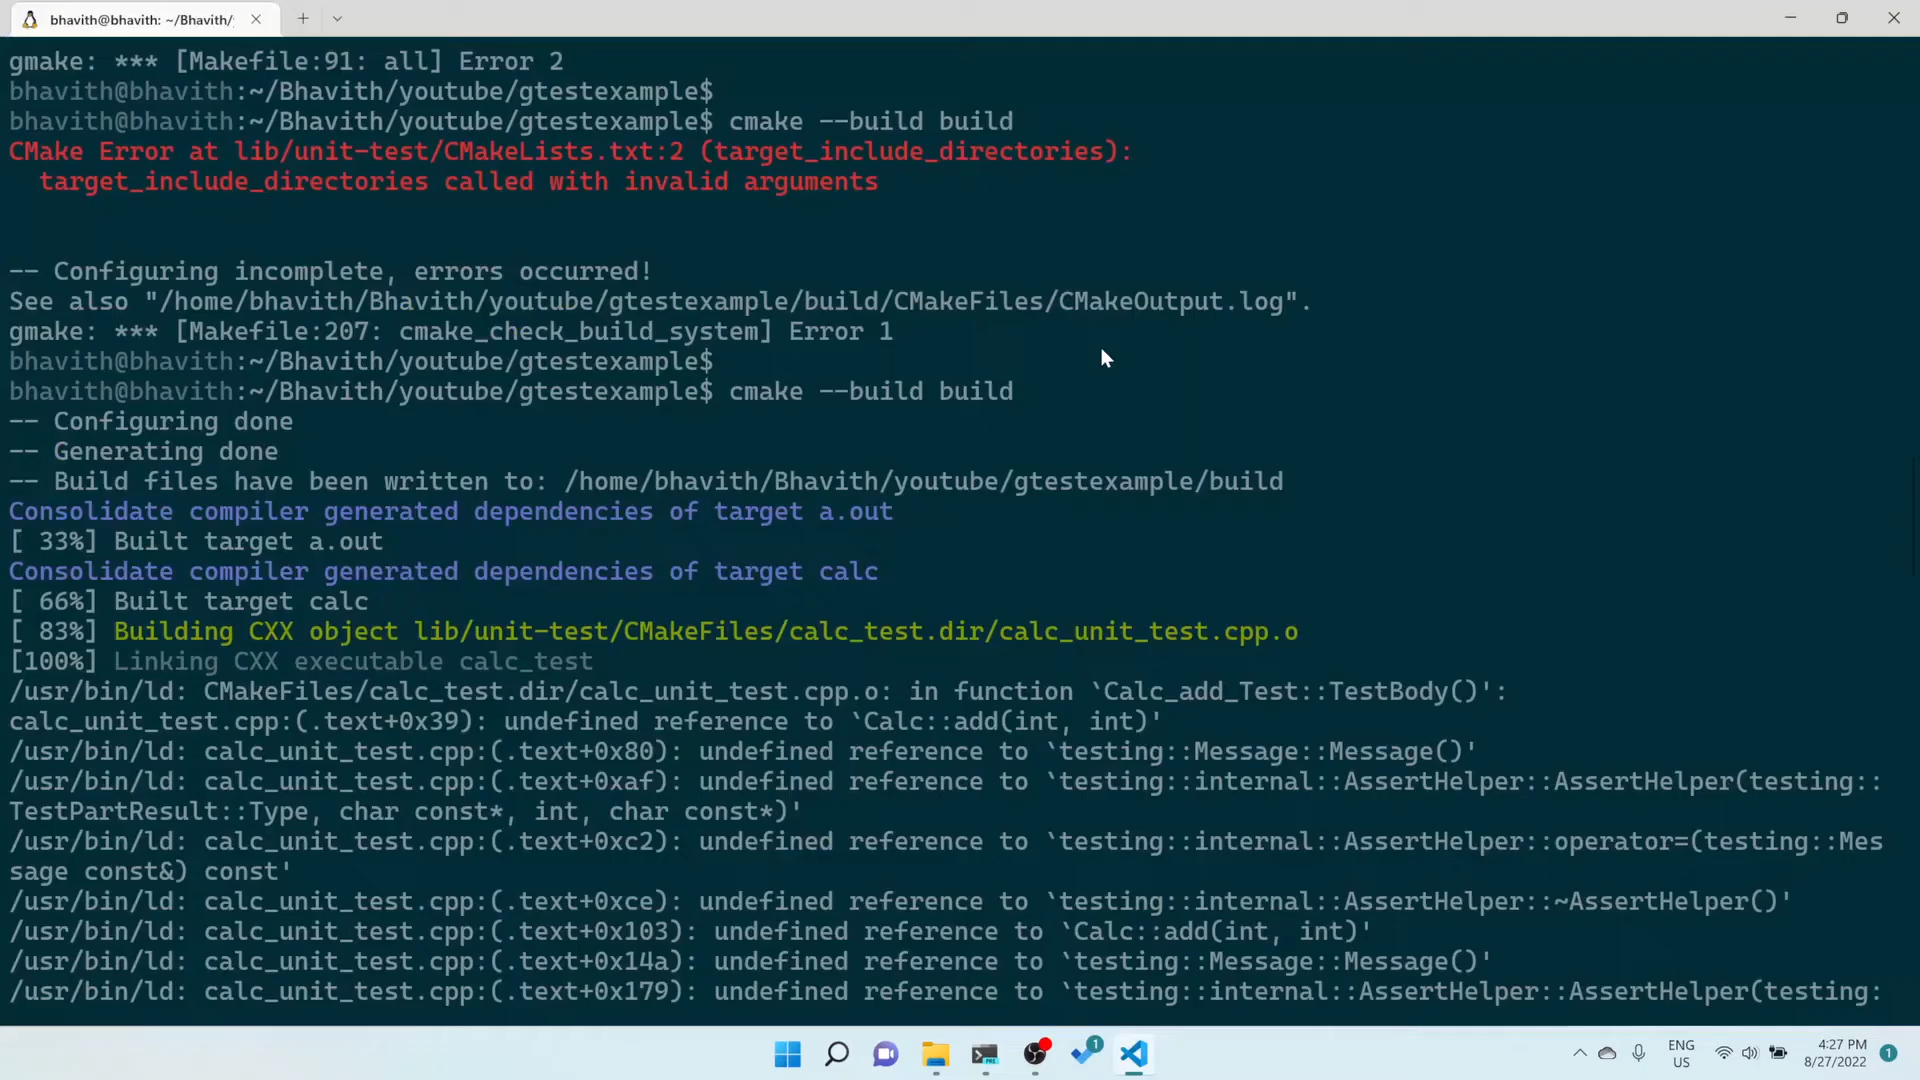 bhavith@bhavith: ~/Bhavith/y
gmake: *** [Makefile:91: all] Error 2
bhavith@bhavith:~/Bhavith/youtube/gtestexample$
bhavith@bhavith:~/Bhavith/youtube/gtestexample$ cmake --build build
CMake Error at lib/unit-test/CMakeLists.txt:2 (target_include_directories):
target_include_directories called with invalid arguments
-- Configuring incomplete, errors occurred!
See also "/home/bhavith/Bhavith/youtube/gtestexample/build/CMakeFiles/CMakeOutput.log".
gmake: *** [Makefile:207: cmake_check_build_system] Error 1
bhavith@bhavith:~/Bhavith/youtube/gtestexample$
bhavith@bhavith:~/Bhavith/youtube/gtestexample$ cmake --build build
-- Configuring done
-- Generating done
-- Build files have been written to: /home/bhavith/Bhavith/youtube/gtestexample/build
Consolidate compiler generated dependencies of target a.out
[ 33%] Built target a.out
Consolidate compiler generated dependencies of target calc
[ 66%] Built target calc
[ 83%] Building CXX object lib/unit-test/CMakeFiles/calc_test.dir/calc_unit_test.cpp.o
[100%] Linking CXX executable calc_test
/usr/bin/ld: CMakeFiles/calc_test.dir/calc_unit_test.cpp.o: in function `Calc_add_Test::TestBody()':
calc_unit_test.cpp:(.text+0x39): undefined reference to `Calc::add(int, int)'
/usr/bin/ld: calc_unit_test.cpp:(.text+0x80): undefined reference to `testing::Message::Message()'
/usr/bin/ld: calc_unit_test.cpp:(.text+0xaf): undefined reference to `testing::internal::AssertHelper::AssertHelper(testing::
TestPartResult::Type, char const*, int, char const*)'
/usr/bin/ld: calc_unit_test.cpp:(.text+0xc2): undefined reference to `testing::internal::AssertHelper::operator=(testing::Mes
sage const&) const'
/usr/bin/ld: calc_unit_test.cpp:(.text+0xce): undefined reference to `testing::internal::AssertHelper::~AssertHelper()'
/usr/bin/ld: calc_unit_test.cpp:(.text+0x103): undefined reference to `Calc::add(int, int)'
/usr/bin/ld: calc_unit_test.cpp:(.text+0x14a): undefined reference to `testing::Message::Message()'
/usr/bin/ld: calc_unit_test.cpp:(.text+0x179): undefined reference to `testing::internal::AssertHelper::AssertHelper(testing:
1
ENG
US
4:27 PM
8/27/2022
1